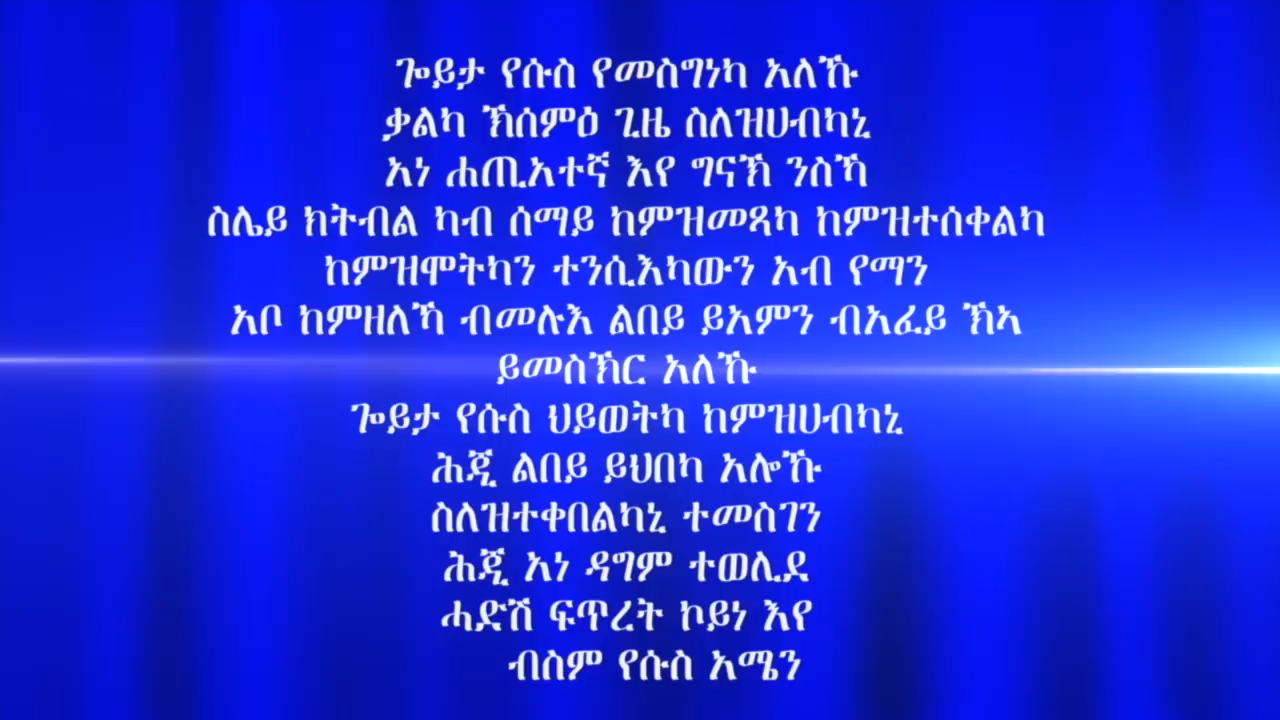 ጐይታ የሱስ የመስግነካ አለኹ
ቃልካ ኽሰምዕ ጊዜ ስለዝሀብካኒ
አነ ሐጢአተኛ እየ ግናኽ ንስኻ
ስሌይ ክትብል ካብ ሰማይ ከምዝመጻካ ከምዝተሰቀልካ
ከምዝሞትካን ተንሲእካውን አብ የማን
አቦ ከምዘለኻ ብመሉእ ልበይ ይአምን ብአፈይ ኽኣ
ይመስኽር አለኹ
ጐይታ የሱስ ህይወትካ ከምዝሀብካኒ
ሕጂ ልበይ ይህበካ አሎኹ
ስለዝተቀበልካኒ ተመስገን
ሕጂ አነ ዳግም ተወሊደ
ሓድሽ ፍጥረት ኮይነ እየ
ብስም የሱስ አሜን